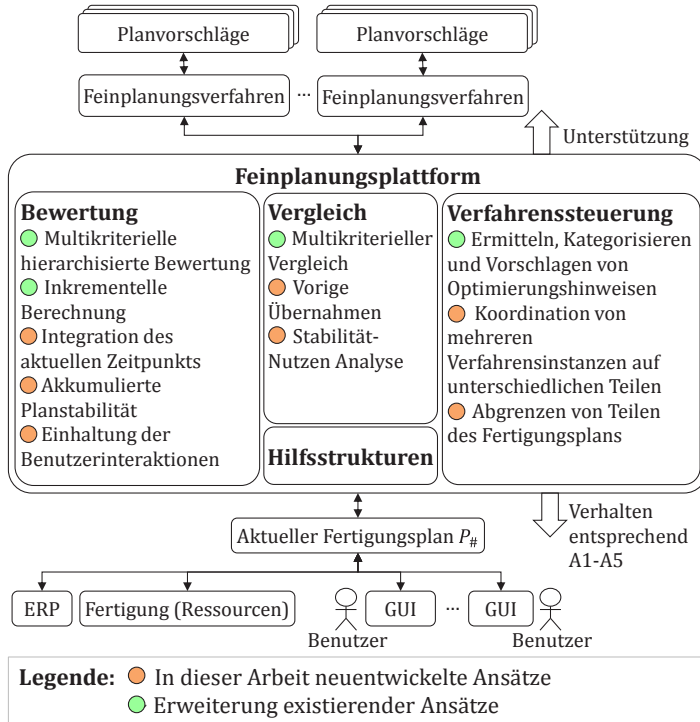 Planvorschläge
Planvorschläge
Feinplanungsverfahren ... Feinplanungsverfahren
Unterstützung
Feinplanungsplattform
Bewertung
Multikriterielle
hierarchisierte Bewertung
Inkrementelle
Berechnung
Integration des
aktuellen Zeitpunkts
Akkumulierte
Planstabilität
Einhaltung der
Benutzerinteraktionen
Vergleich
Multikriterieller
Vergleich
Vorige
Übernahmen
Stabilität-
Nutzen Analyse
Hilfsstrukturen
Verfahrenssteuerung
Ermitteln, Kategorisieren
und Vorschlagen von
Optimierungshinweisen
Koordination von
mehreren
Verfahrensinstanzen auf
unterschiedlichen Teilen
Abgrenzen von Teilen
des Fertigungsplans
Verhalten
entsprechend
A1-A5
Aktueller Fertigungsplan P#
ERP
Fertigung (Ressourcen)
GUI ... GUI
Benutzer
Benutzer
Legende: In dieser Arbeit neuentwickelte Ansätze
Erweiterung existierender Ansätze